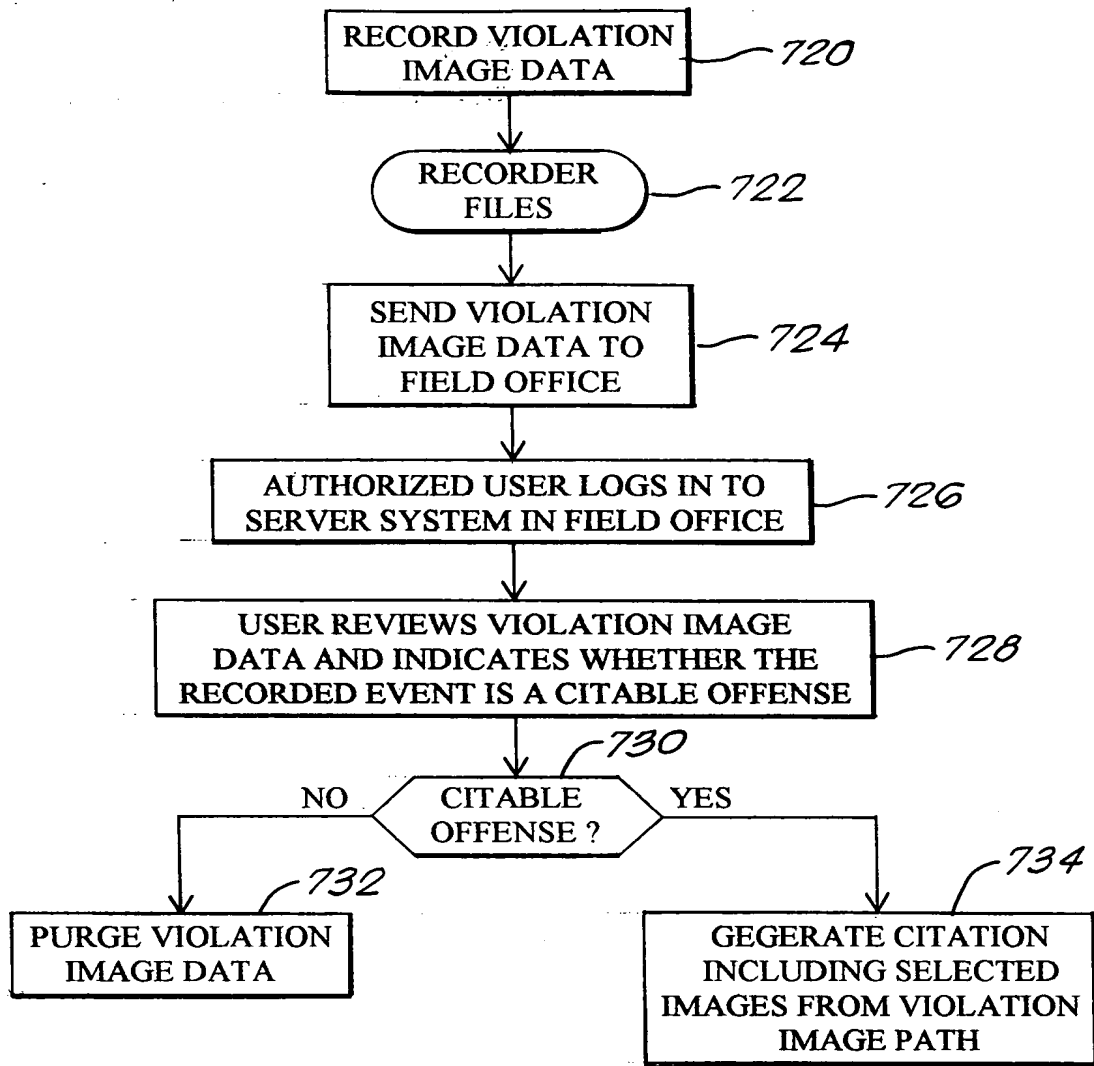 RECORD VIOLATION
IMAGE DATA
720
RECORDER
FILES
722
SEND VIOLATION
IMAGE DATA TO
FIELD OFFICE
724
AUTHORIZED USER LOGS IN TO
SERVER SYSTEM IN FIELD OFFICE
726
USER REVIEWS VIOLATION IMAGE
DATA AND INDICATES WHETHER THE
RECORDED EVENT IS A CITABLE OFFENSE
728
730
NO
CITABLE
OFFENSE ?
YES
732
PURGE VIOLATION
IMAGE DATA
734
GEGERATE CITATION
INCLUDING SELECTED
IMAGES FROM VIOLATION
IMAGE PATH